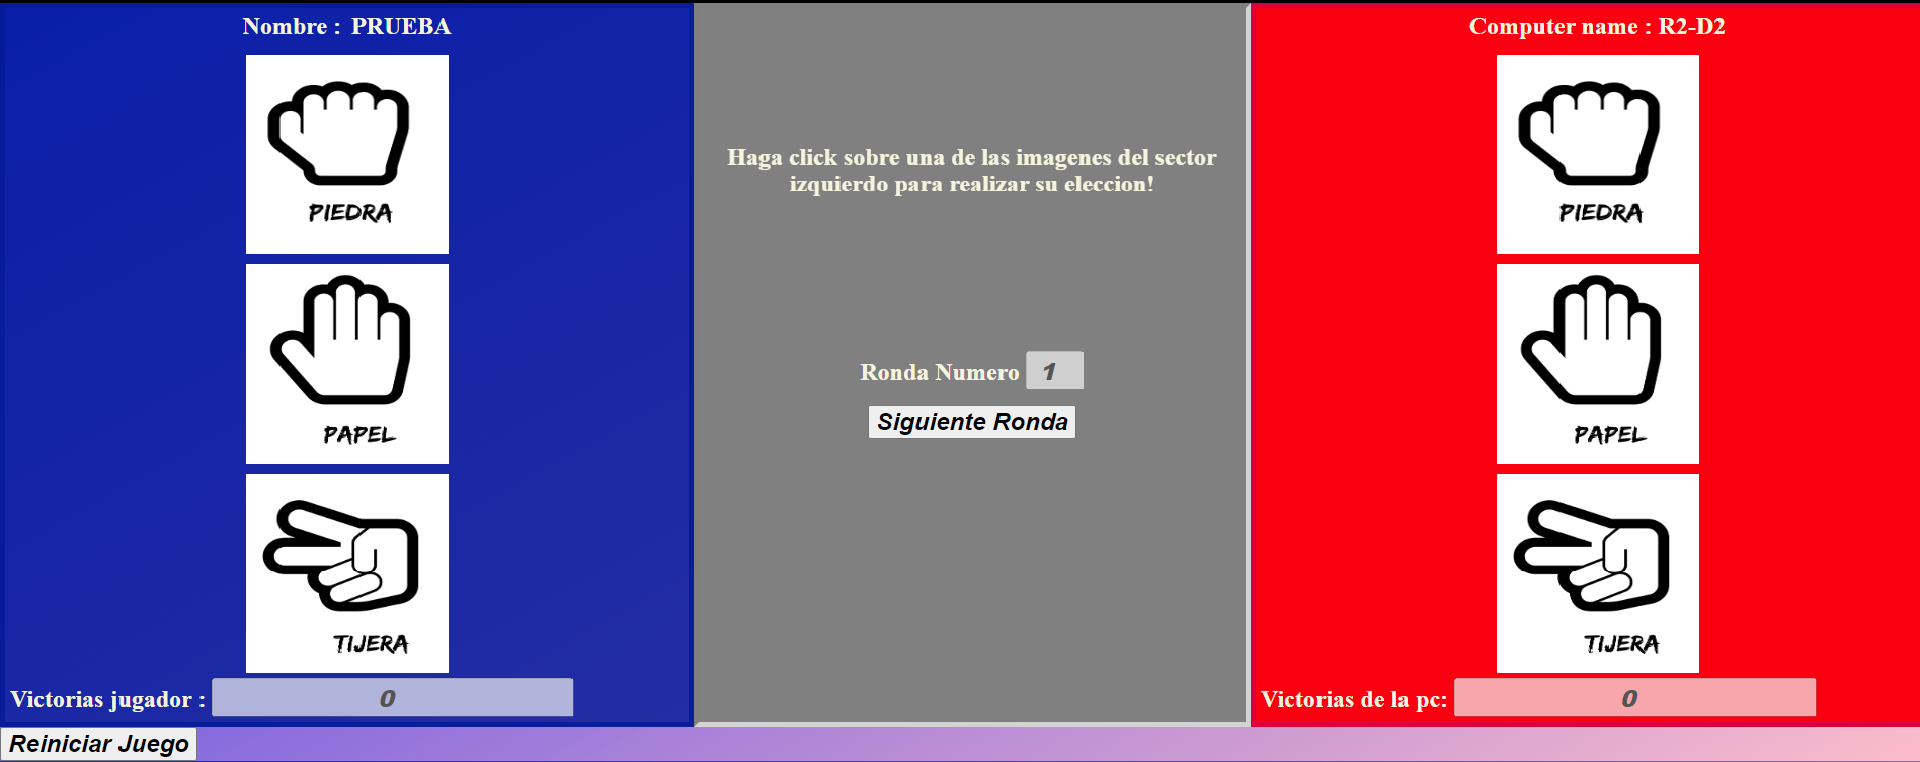 Nombre : PRUEBA
PIEDRA
PAPEL
TIJERA
Victorias jugador : 0
Haga click sobre una de las imagenes del sector
izquierdo para realizar su eleccion!
Ronda Numero 1
Siguiente Ronda
Computer name : R2-D2
PIEDRA
PAPEL
TIJERA
Victorias de la pc: 0
Reiniciar Juego